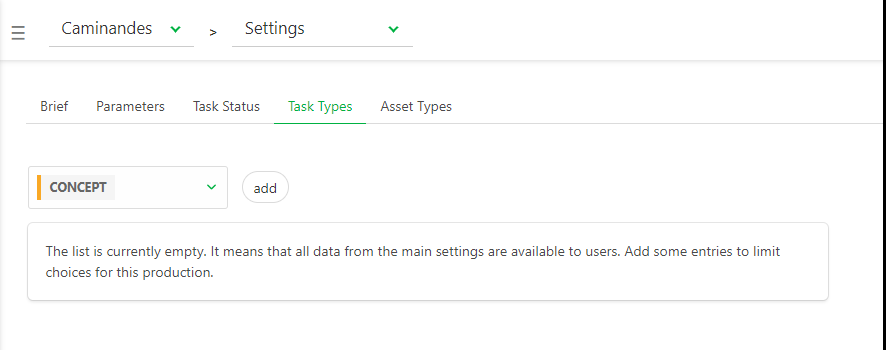 Caminandes > Settings
Brief Parameters Task Status Task Types Asset Types
CONCEPT add
The list is currently empty. It means that all data from the main settings are available to users. Add some entries to limit
choices for this production.